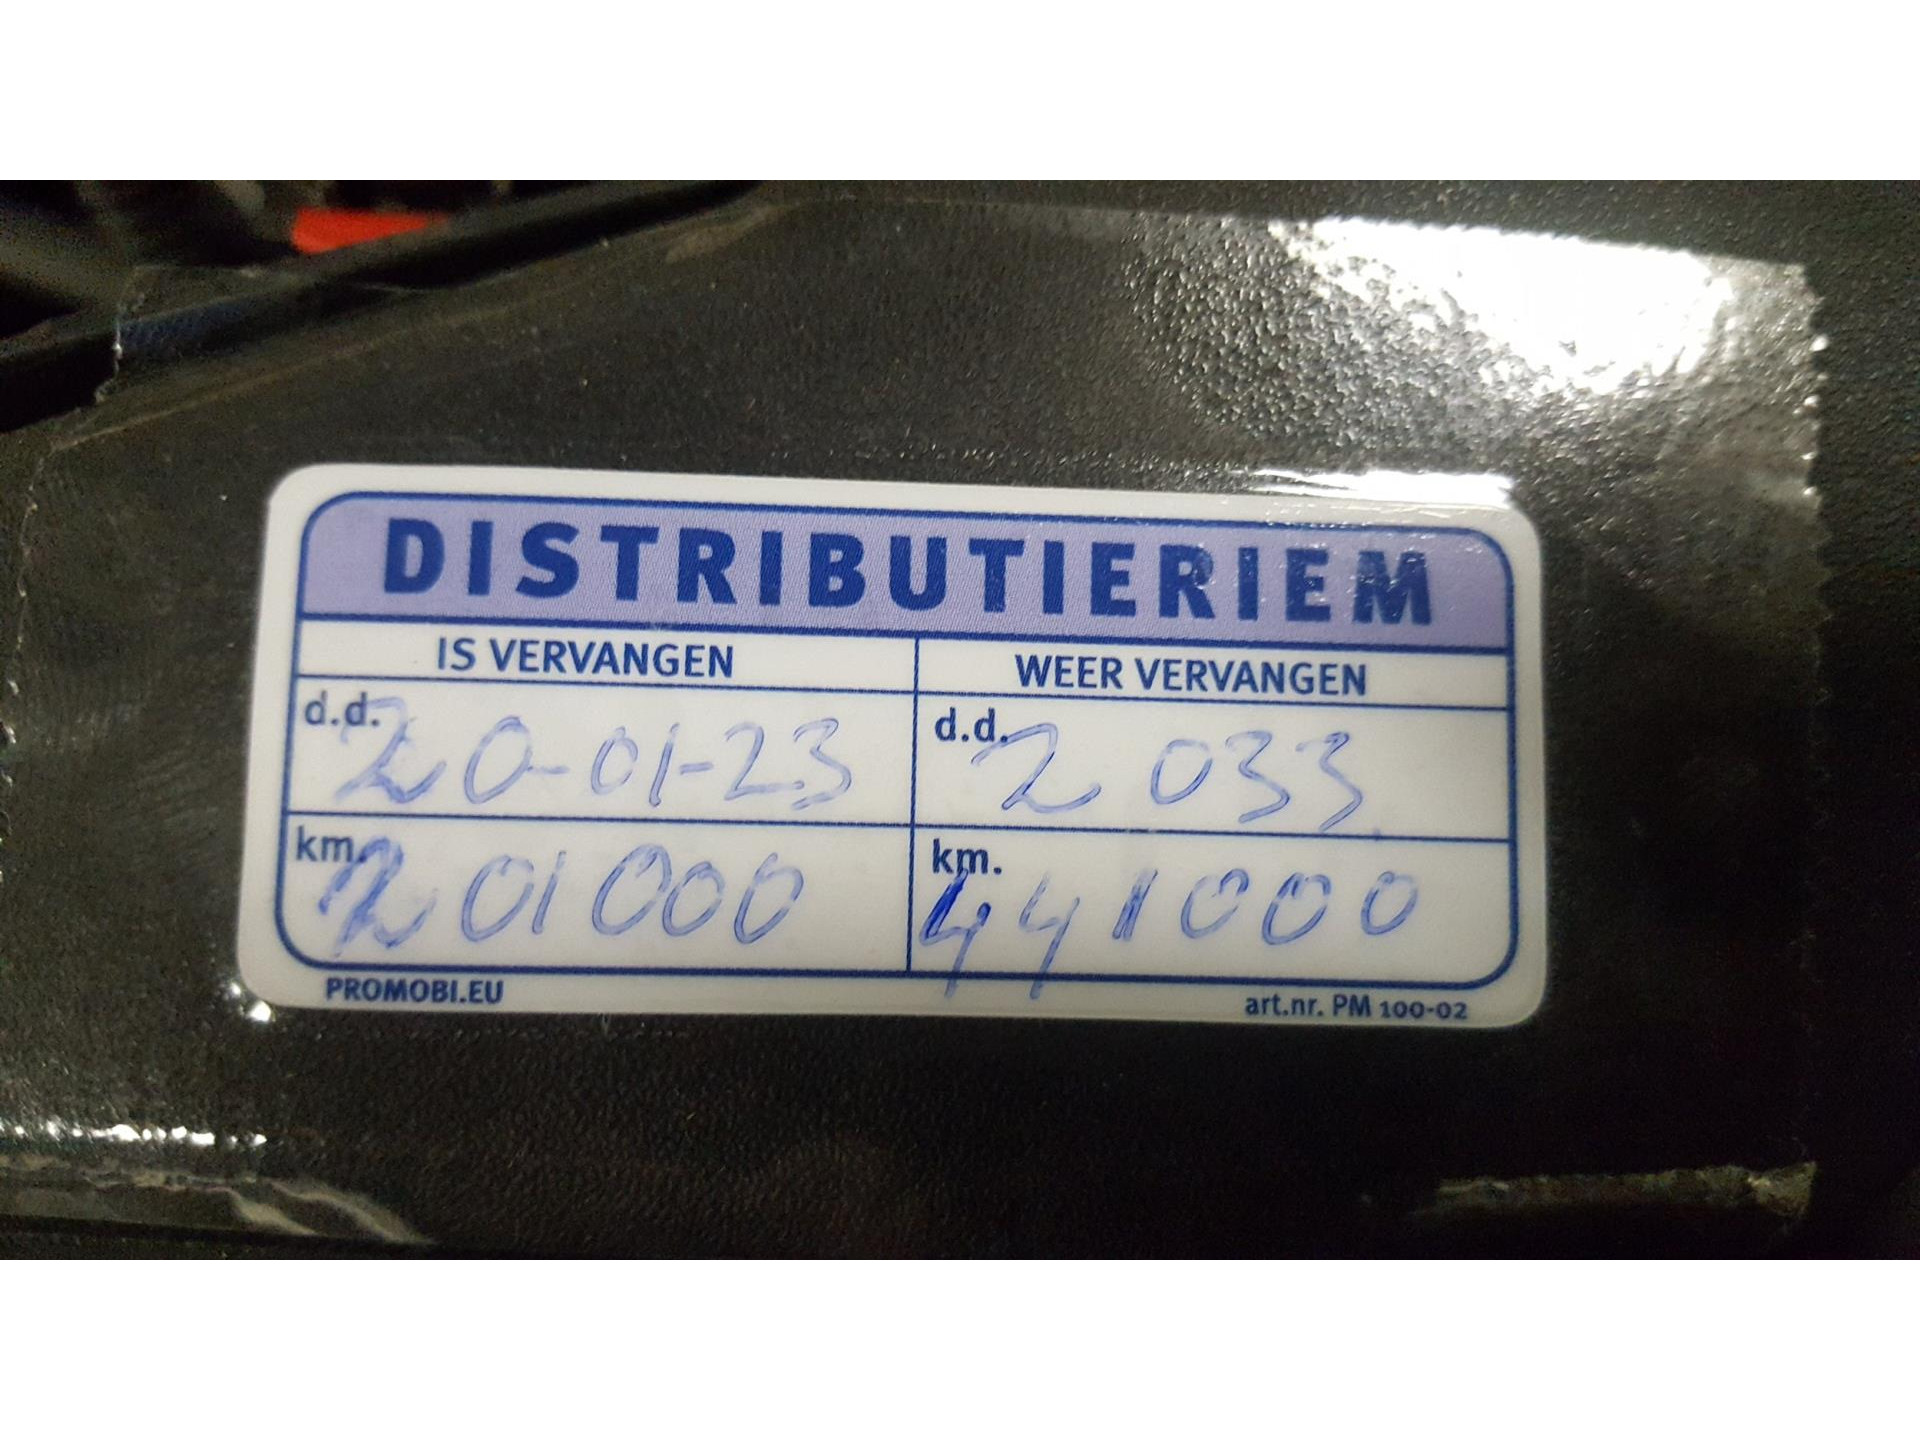 DISTRIBUTIERIEM
IS VERVANGEN WEER VERVANGEN
d.d. 20-01-23 d.d. 2033
km. 201000 km. 441000
PROMOBI.EU art.nr. PM 100-02